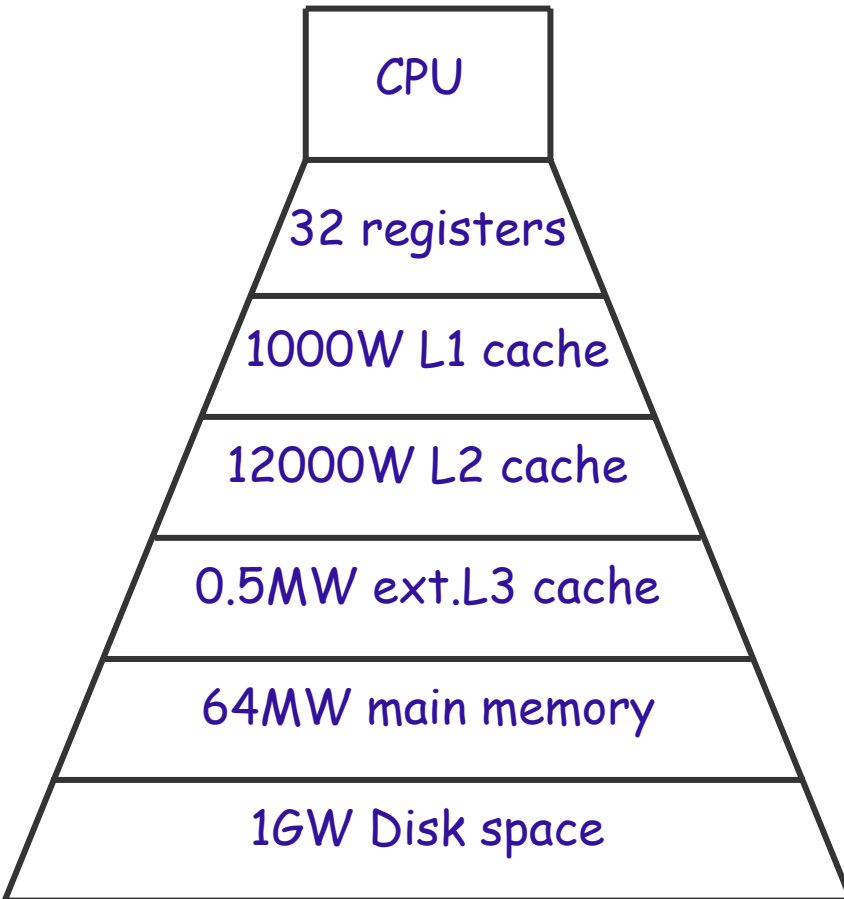 CPU
32 registers
1000W L1 cache
12000W L2 cache
0.5MW ext.L3 cache
64MW main memory
1GW Disk space